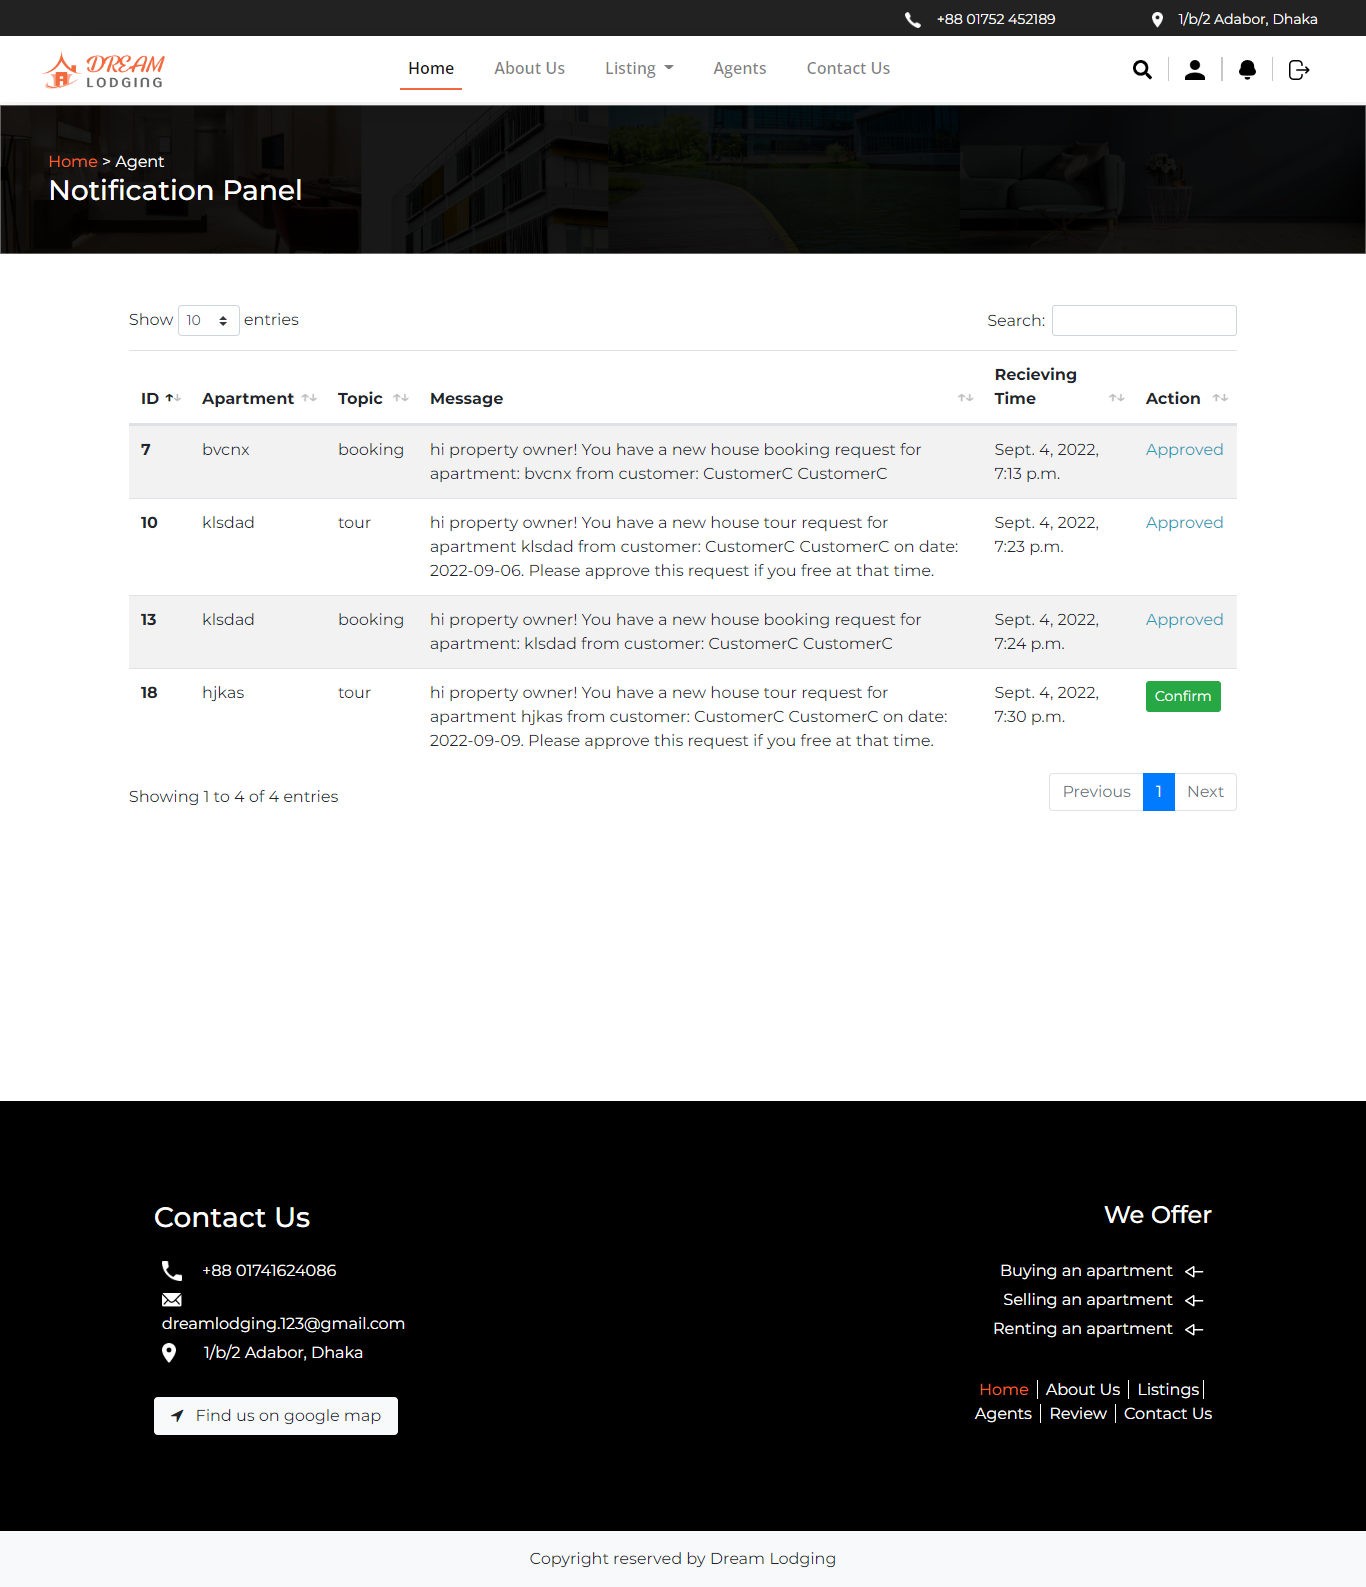 +88 01752 452189
1/b/2 Adabor, Dhaka
DREAM
LODGING
Home
About Us
Listing
Agents
Contact Us
Home > Agent
Notification Panel
Show 10 entries
Search:
ID
Apartment
Topic
Message
Recieving
Time
Action
7
bvcnx
booking
hi property owner! You have a new house booking request for
apartment: bvcnx from customer: CustomerC CustomerC
Sept. 4, 2022,
7:13 p.m.
Approved
10
klsdad
tour
hi property owner! You have a new house tour request for
apartment klsdad from customer: CustomerC CustomerC on date:
2022-09-06. Please approve this request if you free at that time.
Sept. 4, 2022,
7:23 p.m.
Approved
13
klsdad
booking
hi property owner! You have a new house booking request for
apartment: klsdad from customer: CustomerC CustomerC
Sept. 4, 2022,
7:24 p.m.
Approved
18
hjkas
tour
hi property owner! You have a new house tour request for
apartment hjkas from customer: CustomerC CustomerC on date:
2022-09-09. Please approve this request if you free at that time.
Sept. 4, 2022,
7:30 p.m.
Confirm
Showing 1 to 4 of 4 entries
Previous
1
Next
Contact Us
+88 01741624086
dreamlodging.123@gmail.com
1/b/2 Adabor, Dhaka
Find us on google map
We Offer
Buying an apartment
Selling an apartment
Renting an apartment
Home | About Us | Listings |
Agents | Review | Contact Us
Copyright reserved by Dream Lodging